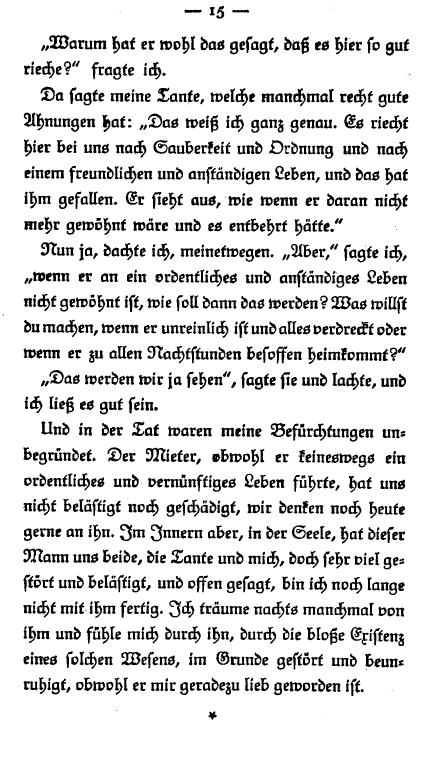 — 15 —
„Warum hat er wohl das gesagt, daß es hier so gut
rieche?“ fragte ich.
Da sagte meine Tante, welche manchmal recht gute
Ahnungen hat: „Das weiß ich ganz genau. Es riecht
hier bei uns nach Sauberkeit und Ordnung und nach
einem freundlichen und anständigen Leben, und das hat
ihm gefallen. Er sieht aus, wie wenn er daran nicht
mehr gewöhnt wäre und es entbehrt hätte.“
Nun ja, dachte ich, meinetwegen. „Aber,“ sagte ich,
„wenn er an ein ordentliches und anständiges Leben
nicht gewöhnt ist, wie soll dann das werden? Was willst
du machen, wenn er unreinlich ist und alles verdreckt oder
wenn er zu allen Nachtstunden besoffen heimkommt?“
„Das werden wir ja sehen“, sagte sie und lachte, und
ich ließ es gut sein.
Und in der Tat waren meine Befürchtungen un-
begründet. Der Mieter, obwohl er keineswegs ein
ordentliches und vernünftiges Leben führte, hat uns
nicht belästigt noch geschädigt, wir denken noch heute
gerne an ihn. Im Innern aber, in der Seele, hat dieser
Mann uns beide, die Tante und mich, doch sehr viel ge-
stört und belästigt, und offen gesagt, bin ich noch lange
nicht mit ihm fertig. Ich träume nachts manchmal von
ihm und fühle mich durch ihn, durch die bloße Existenz
eines solchen Wesens, im Grunde gestört und beun-
ruhigt, obwohl er mir geradezu lieb geworden ist.
*